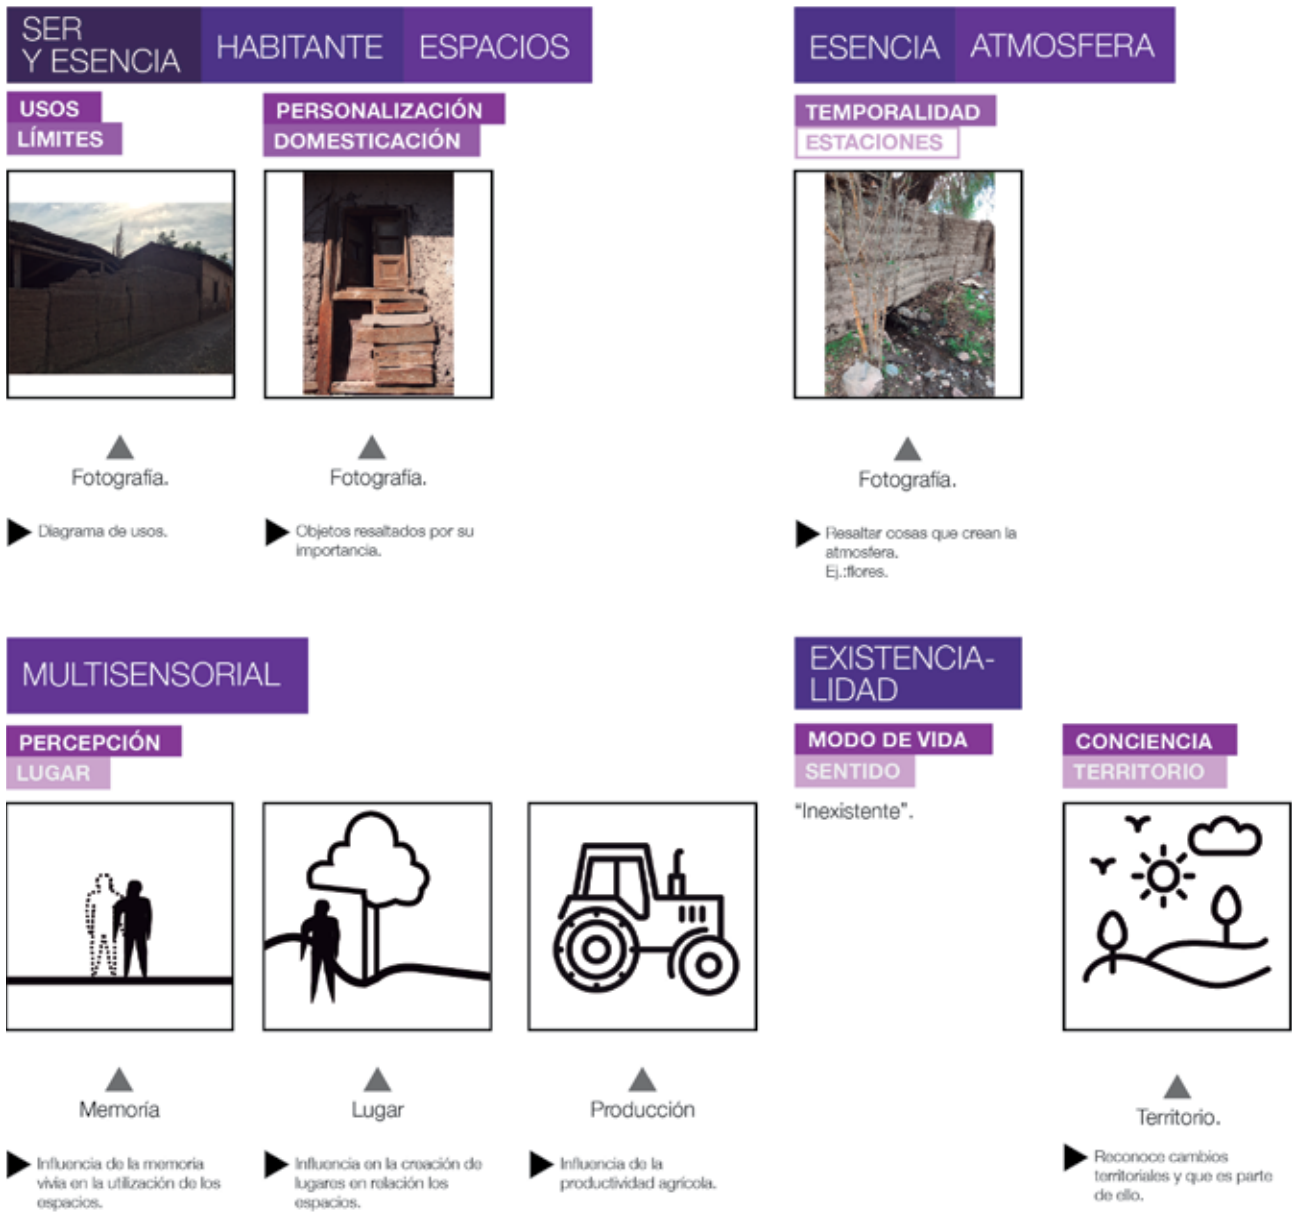 SER
Y ESENCIA
HABITANTE
ESPACIOS
USOS
LÍMITES
PERSONALIZACIÓN
DOMESTICACIÓN
Fotografía.
Diagrama de usos.
Fotografía.
Objetos resaltados por su
importancia.
ESENCIA
ATMOSFERA
TEMPORALIDAD
ESTACIONES
Fotografía.
Resaltar cosas que crean la
atmosfera.
Ej.:flores.
MULTISENSORIAL
PERCEPCIÓN
LUGAR
Memoría
Influencia de la memoria
vivia en la utilización de los
espacios.
Lugar
Influencia en la creación de
lugares en relación los
espacios.
Producción
Influencia de la
productividad agrícola.
EXISTENCIA-
LIDAD
MODO DE VIDA
SENTIDO
“Inexistente”.
CONCIENCIA
TERRITORIO
Territorio.
Reconoce cambios
territoriales y que es parte
de ello.